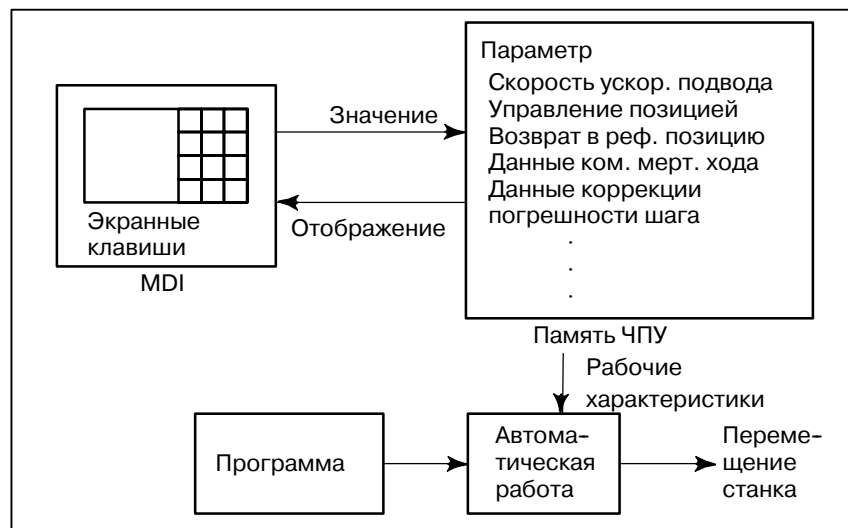 Параметр
Скорость ускор. подвода
Управление позицией
Возврат в реф. позицию
Данные ком. мерт. хода
Данные коррекции
погрешности шага
.
.
.
Значение
Отображение
Экранные
клавиши
MDI
Память ЧПУ
Рабочие
характеристики
Программа
Автома-
тическая
работа
Переме-
щение
станка